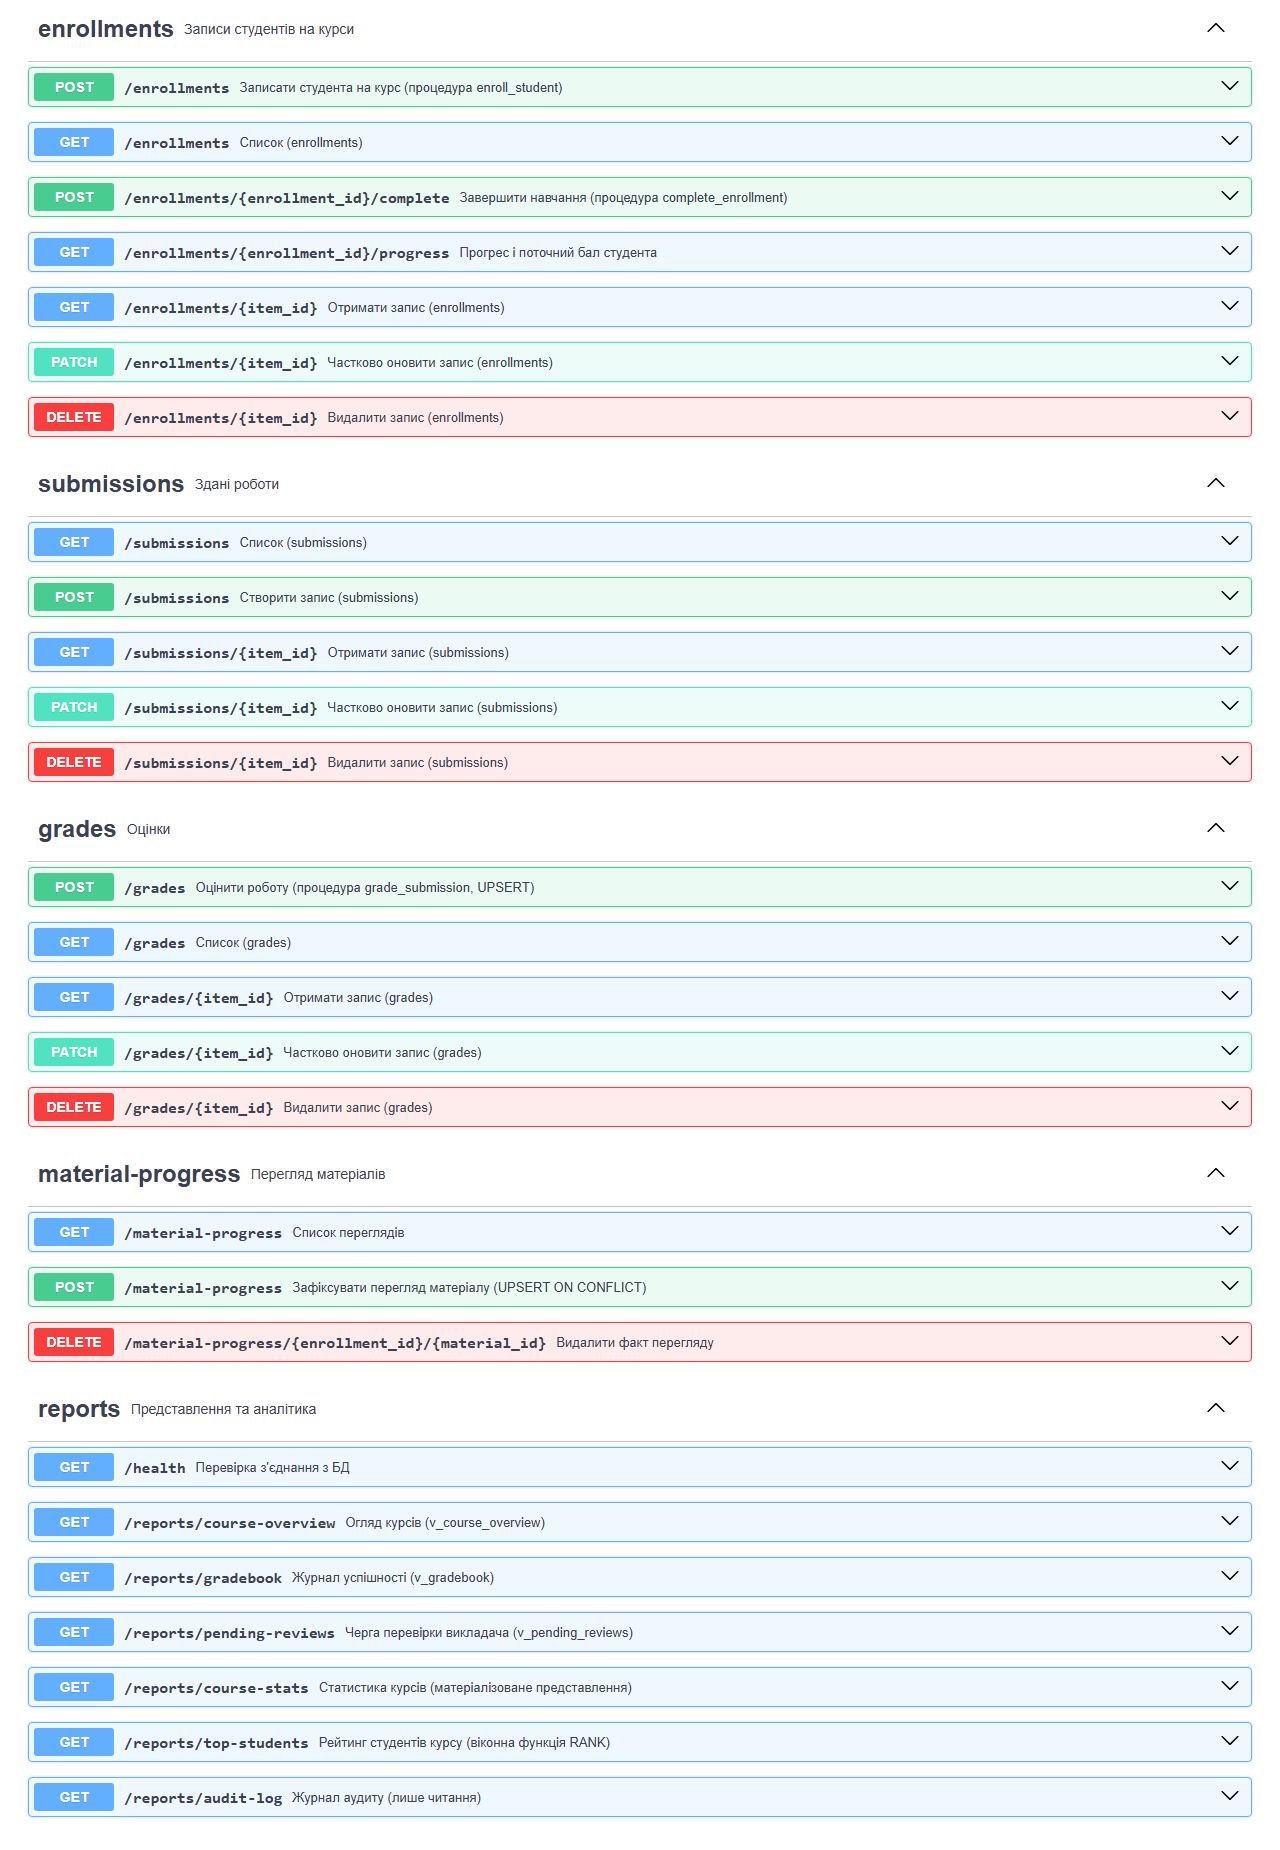 enrollments Записи студентів на курси
POST /enrollments Записати студента на курс (процедура enroll_student)
GET /enrollments Список (enrollments)
POST /enrollments/{enrollment_id}/complete Завершити навчання (процедура complete_enrollment)
GET /enrollments/{enrollment_id}/progress Прогрес і поточний бал студента
GET /enrollments/{item_id} Отримати запис (enrollments)
PATCH /enrollments/{item_id} Частково оновити запис (enrollments)
DELETE /enrollments/{item_id} Видалити запис (enrollments)
submissions Здані роботи
GET /submissions Список (submissions)
POST /submissions Створити запис (submissions)
GET /submissions/{item_id} Отримати запис (submissions)
PATCH /submissions/{item_id} Частково оновити запис (submissions)
DELETE /submissions/{item_id} Видалити запис (submissions)
grades Оцінки
POST /grades Оцінити роботу (процедура grade_submission, UPSERT)
GET /grades Список (grades)
GET /grades/{item_id} Отримати запис (grades)
PATCH /grades/{item_id} Частково оновити запис (grades)
DELETE /grades/{item_id} Видалити запис (grades)
material-progress Перегляд матеріалів
GET /material-progress Список переглядів
POST /material-progress Зафіксувати перегляд матеріалу (UPSERT ON CONFLICT)
DELETE /material-progress/{enrollment_id}/{material_id} Видалити факт перегляду
reports Представлення та аналітика
GET /health Перевірка з'єднання з БД
GET /reports/course-overview Огляд курсів (v_course_overview)
GET /reports/gradebook Журнал успішності (v_gradebook)
GET /reports/pending-reviews Черга перевірки викладача (v_pending_reviews)
GET /reports/course-stats Статистика курсів (матеріалізоване представлення)
GET /reports/top-students Рейтинг студентів курсу (віконна функція RANK)
GET /reports/audit-log Журнал аудиту (лише читання)